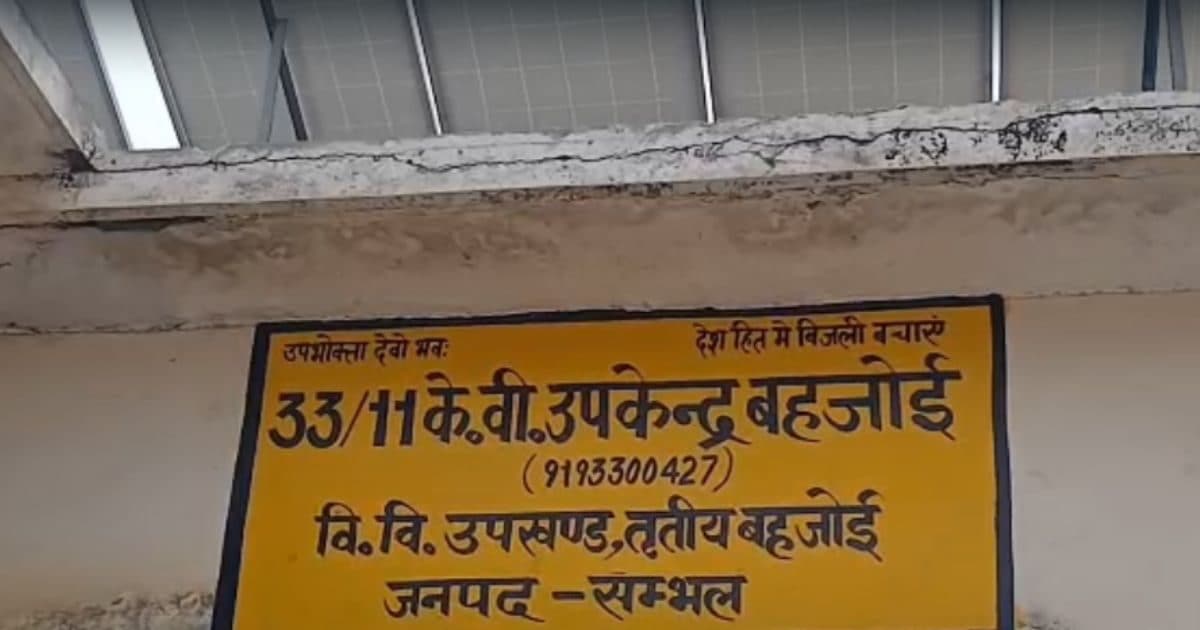 उपभोक्ता देवो भवः देश हित मे बिजली बचाएं
33/11 के.वी. उपकेन्द्र बहजोई
(9193300427)
वि.वि. उपखण्ड, तृतीय बहजोई
जनपद - सम्भल